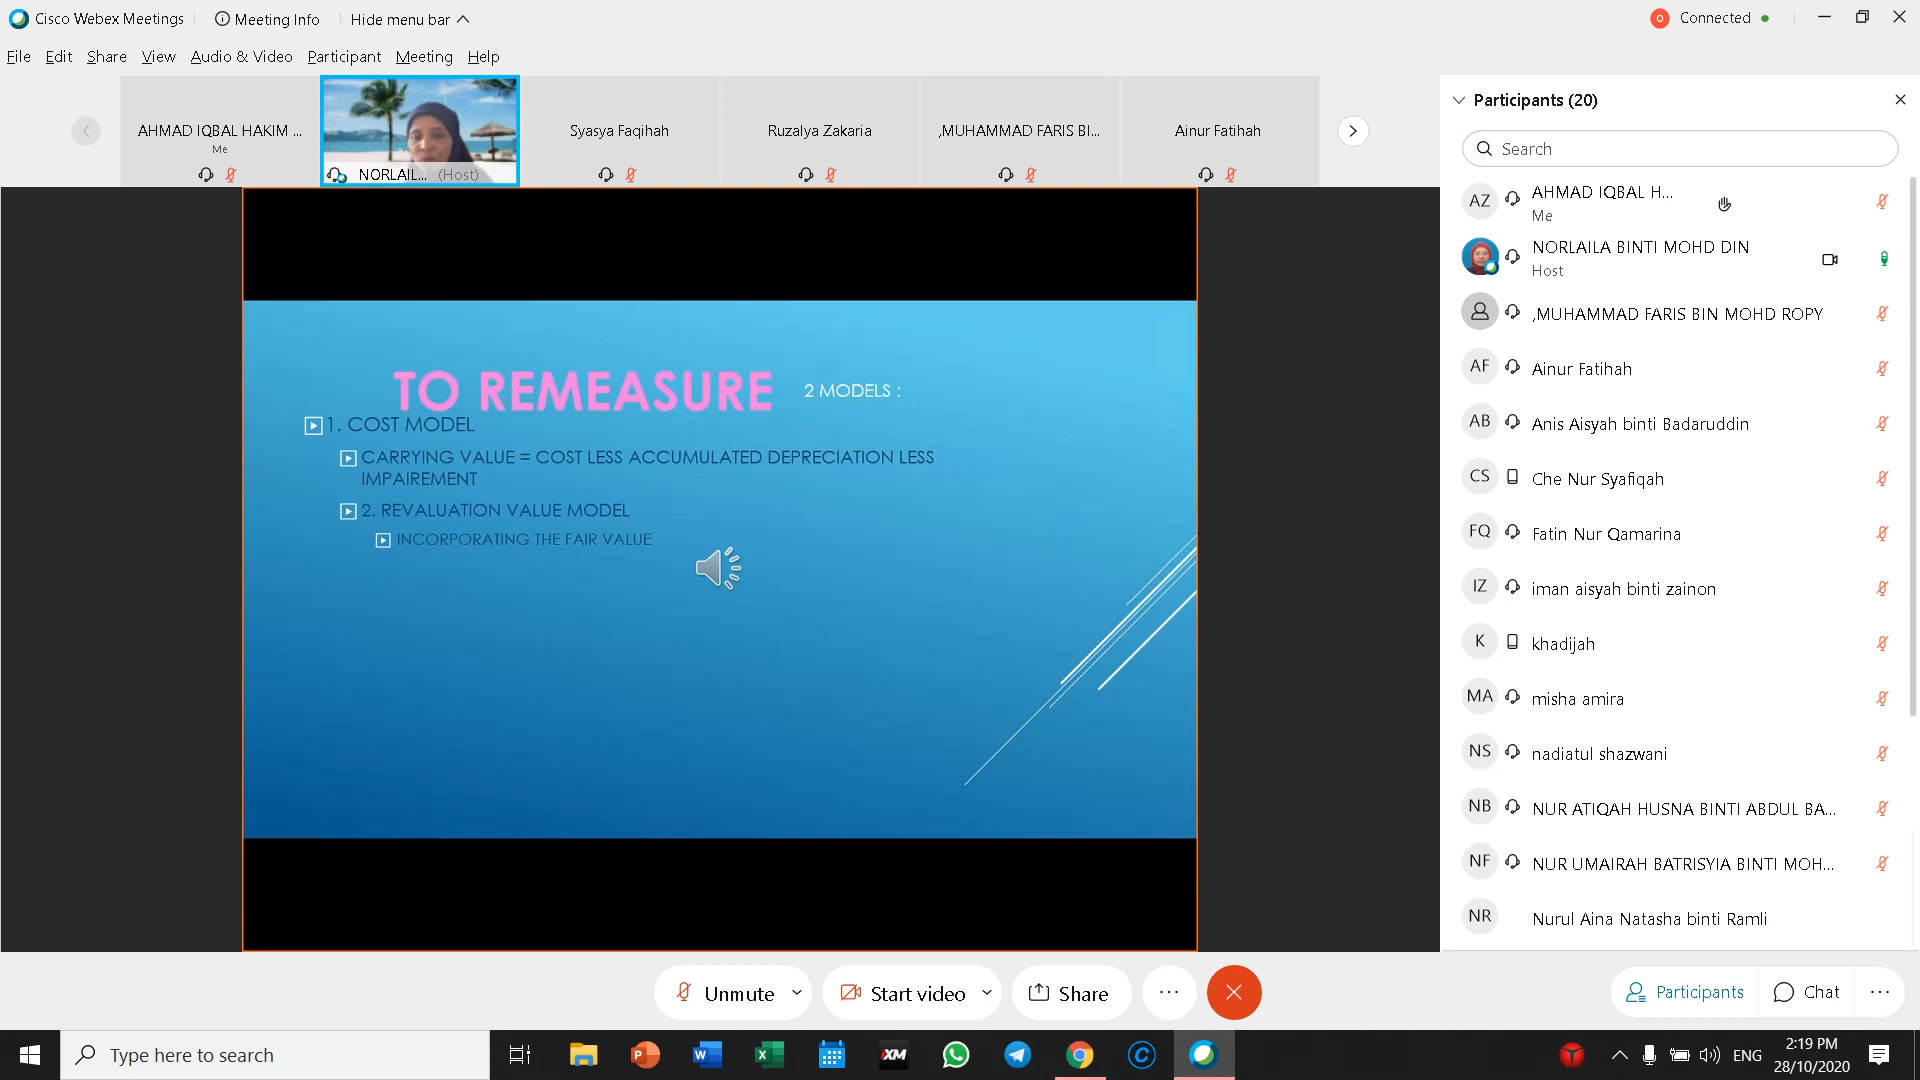 Cisco Webex Meetings
Meeting Info
Hide menu bar
Connected
File Edit Share View Audio & Video Participant Meeting Help
AHMAD IQBAL HAKIM ...
Me
NORLAIL... (Host)
Syasya Faqihah
Ruzalya Zakaria
,MUHAMMAD FARIS BI...
Ainur Fatihah
TO REMEASURE 2 MODELS :
1. COST MODEL
CARRYING VALUE = COST LESS ACCUMULATED DEPRECIATION LESS
IMPAIREMENT
2. REVALUATION VALUE MODEL
INCORPORATING THE FAIR VALUE
Participants (20)
Search
AZ AHMAD IQBAL H...
Me
NORLAILA BINTI MOHD DIN
Host
,MUHAMMAD FARIS BIN MOHD ROPY
AF Ainur Fatihah
AB Anis Aisyah binti Badaruddin
CS Che Nur Syafiqah
FQ Fatin Nur Qamarina
IZ iman aisyah binti zainon
K khadijah
MA misha amira
NS nadiatul shazwani
NB NUR ATIQAH HUSNA BINTI ABDUL BA...
NF NUR UMAIRAH BATRISYIA BINTI MOH...
NR Nurul Aina Natasha binti Ramli
Unmute Start video Share ...
Participants Chat ...
Type here to search
XM
ENG
2:19 PM
28/10/2020